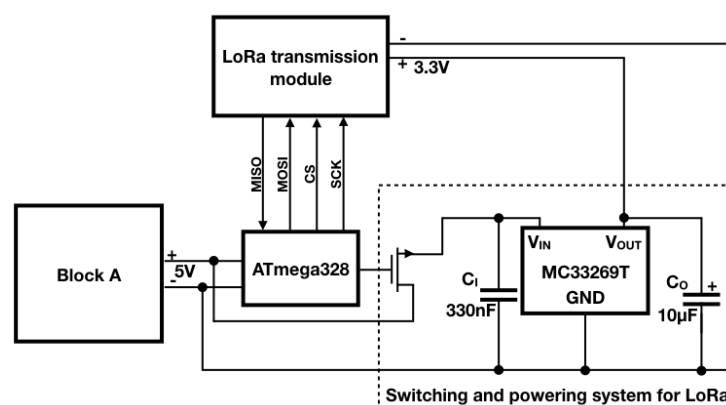 LoRa transmission
module
-
+ 3.3V
MISO
MOSI
CS
SCK
Block A
+
5V
-
ATmega328
VIN
VOUT
MC33269T
GND
CI
330nF
CO
+
10µF
Switching and powering system for LoRa